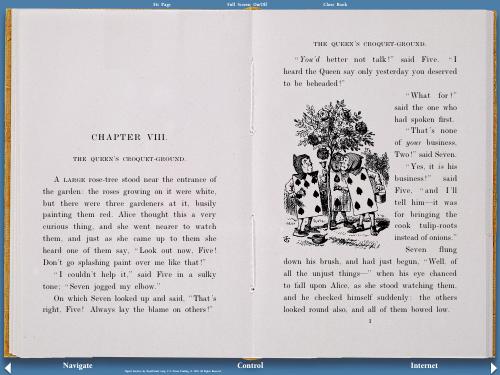 Fit Page
Full Screen On/Off
Close Book
CHAPTER VIII.
THE QUEEN'S CROQUET-GROUND.
A LARGE rose-tree stood near the entrance of
the garden: the roses growing on it were white,
but there were three gardeners at it, busily
painting them red. Alice thought this a very
curious thing, and she went nearer to watch
them, and just as she came up to them she
heard one of them say, "Look out now, Five!
Don't go splashing paint over me like that!"
"I couldn't help it," said Five in a sulky
tone; "Seven jogged my elbow."
On which Seven looked up and said, "That's
right, Five! Always lay the blame on others!"
THE QUEEN'S CROQUET-GROUND.
"You'd better not talk!" said Five. "I
heard the Queen say only yesterday you deserved
to be beheaded!"
"What for?"
said the one who
had spoken first.
"That's none
of your business,
Two!" said Seven.
"Yes, it is his
business!" said
Five, "and I'll
tell him—it was
for bringing the
cook tulip-roots
instead of onions."
Seven flung
down his brush, and had just begun, "Well, of
all the unjust things—" when his eye chanced
to fall upon Alice, as she stood watching them,
and he checked himself suddenly: the others
looked round also, and all of them bowed low.
Navigate
Control
Internet